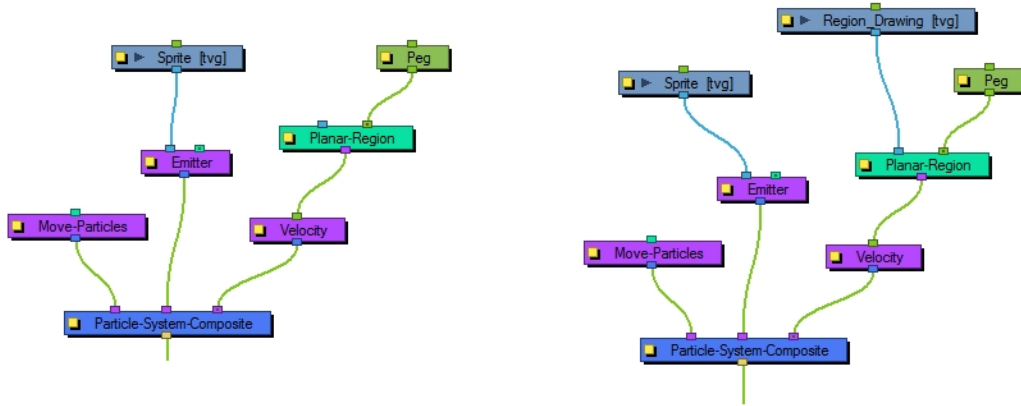 Sprite [tvg]
Peg
Planar-Region
Emitter
Move-Particles
Velocity
Particle-System-Composite
Region_Drawing [tvg]
Sprite [tvg]
Peg
Planar-Region
Emitter
Move-Particles
Velocity
Particle-System-Composite